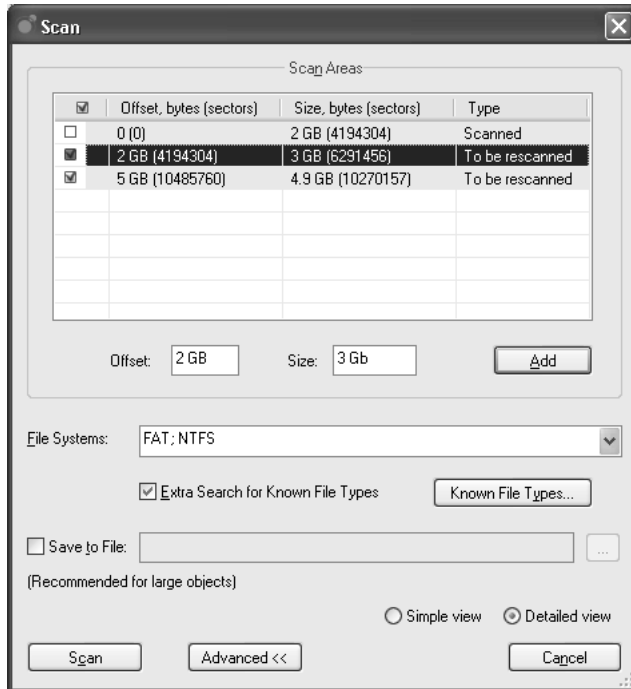 Scan
Scan Areas
Offset, bytes (sectors) Size, bytes (sectors) Type
0 (0) 2 GB (4194304) Scanned
2 GB (4194304) 3 GB (6291456) To be rescanned
5 GB (10485760) 4.9 GB (10270157) To be rescanned
Offset: 2 GB Size: 3 Gb Add
File Systems: FAT; NTFS
Extra Search for Known File Types Known File Types...
Save to File: ...
(Recommended for large objects)
Simple view Detailed view
Scan Advanced << Cancel